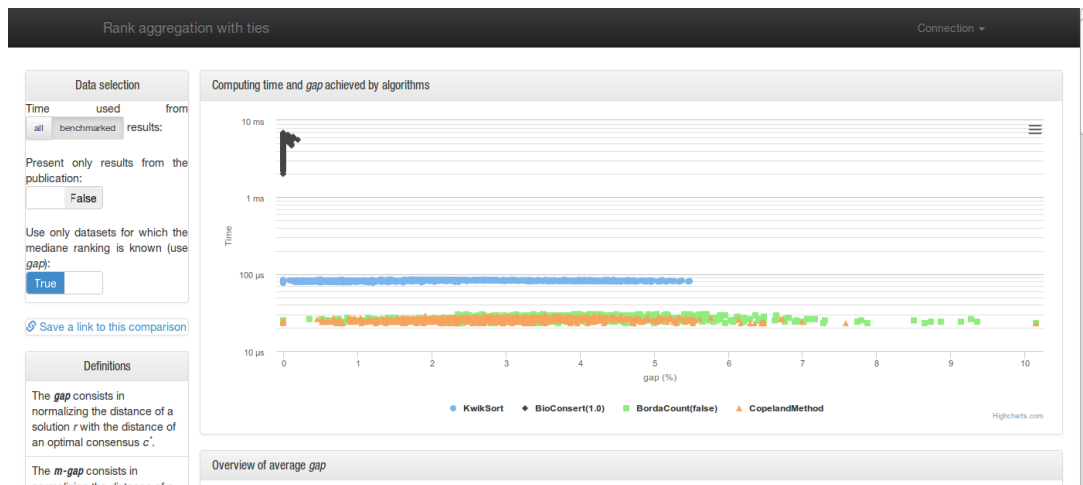 Rank aggregation with ties
Connection
Data selection
Time used from
all benchmarked results:
Present only results from the
publication:
False
Use only datasets for which the
mediane ranking is known (use
gap):
True
Save a link to this comparison
Definitions
The gap consists in
normalizing the distance of a
solution r with the distance of
an optimal consensus c*.
The m-gap consists in
Computing time and gap achieved by algorithms
10 ms
1 ms
100 µs
10 µs
Time
0 1 2 3 4 5 6 7 8 9 10
gap (%)
KwikSort BioConsert(1.0) BordaCount(false) CopelandMethod
Highcharts.com
Overview of average gap